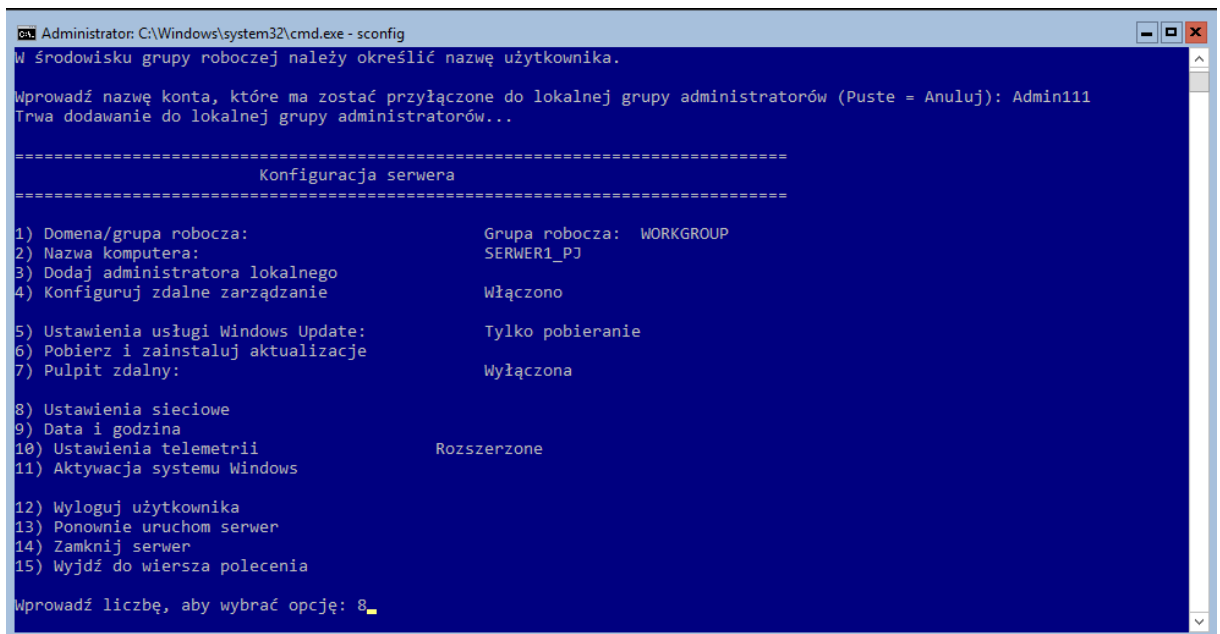 Administrator: C:\Windows\system32\cmd.exe - sconfig
W środowisku grupy roboczej należy określić nazwę użytkownika.
Wprowadź nazwę konta, które ma zostać przyłączone do lokalnej grupy administratorów (Puste = Anuluj): Admin111
Trwa dodawanie do lokalnej grupy administratorów...
===============================================================================
Konfiguracja serwera
===============================================================================
1) Domena/grupa robocza: Grupa robocza: WORKGROUP
2) Nazwa komputera: SERWER1_PJ
3) Dodaj administratora lokalnego
4) Konfiguruj zdalne zarządzanie Włączono
5) Ustawienia usługi Windows Update: Tylko pobieranie
6) Pobierz i zainstaluj aktualizacje
7) Pulpit zdalny: Wyłączona
8) Ustawienia sieciowe
9) Data i godzina
10) Ustawienia telemetrii Rozszerzone
11) Aktywacja systemu Windows
12) Wyloguj użytkownika
13) Ponownie uruchom serwer
14) Zamknij serwer
15) Wyjdź do wiersza polecenia
Wprowadź liczbę, aby wybrać opcję: 8_